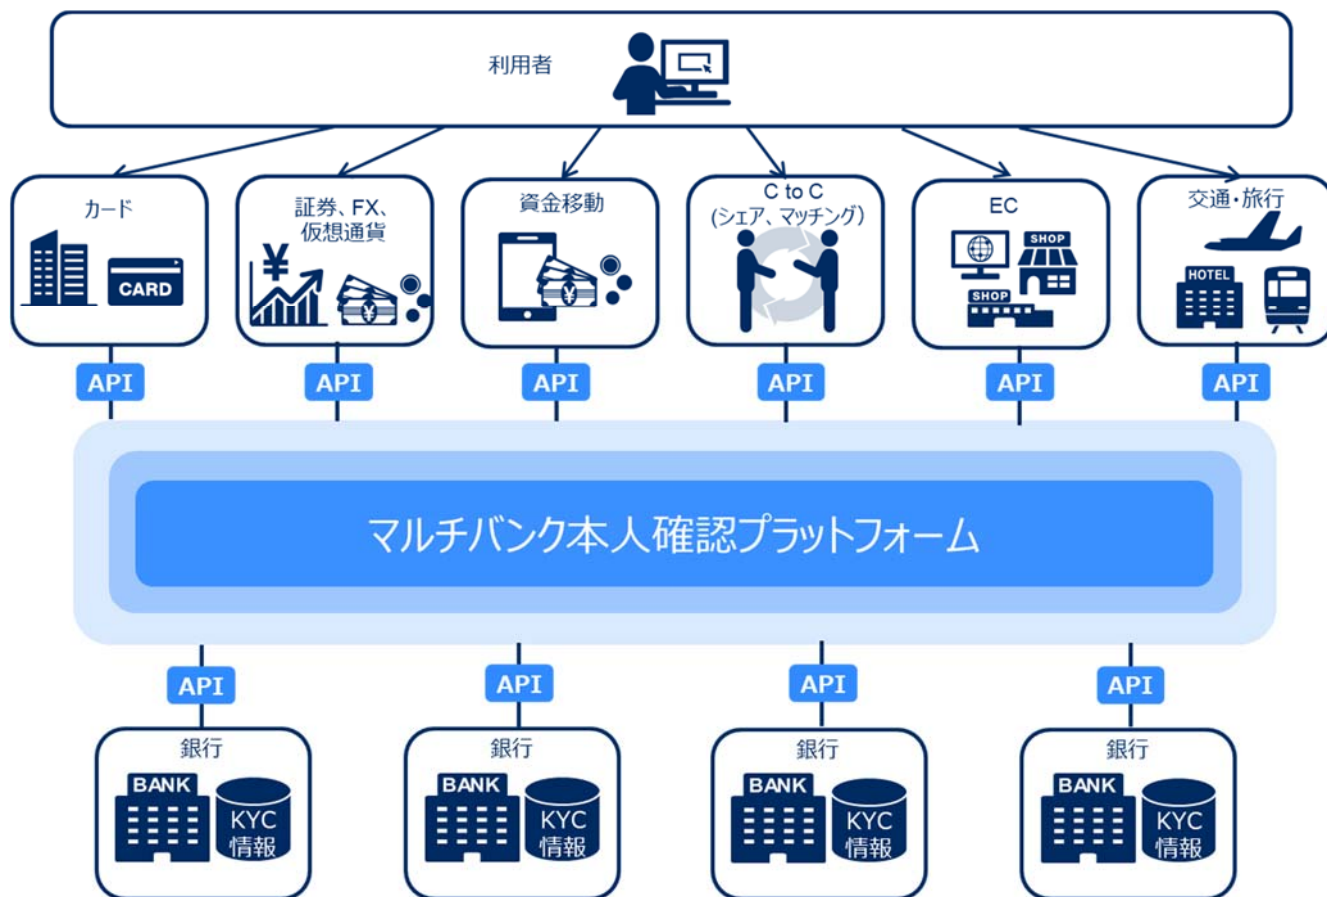 利用者
カード
CARD
証券、FX、
仮想通貨
¥
¥
資金移動
¥
C to C
(シェア、マッチング)
EC
SHOP
SHOP
交通・旅行
HOTEL
API
API
API
API
API
API
マルチバンク本人確認プラットフォーム
API
API
API
API
銀行
BANK
KYC
情報
銀行
BANK
KYC
情報
銀行
BANK
KYC
情報
銀行
BANK
KYC
情報